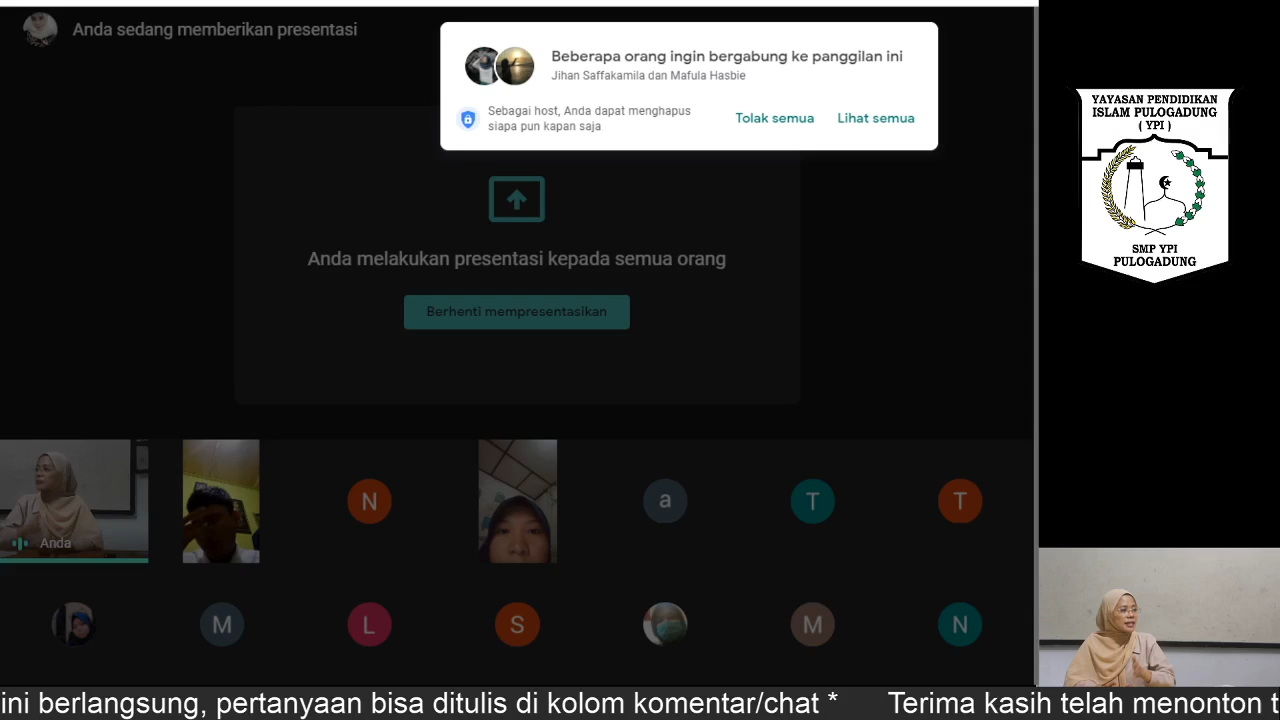 Anda sedang memberikan presentasi
Beberapa orang ingin bergabung ke panggilan ini
Jihan Saffakamila dan Mafula Hasbie
Sebagai host, Anda dapat menghapus
siapa pun kapan saja
Tolak semua
Lihat semua
Anda melakukan presentasi kepada semua orang
Berhenti mempresentasikan
YAYASAN PENDIDIKAN
ISLAM PULOGADUNG
( YPI )
SMP YPI
PULOGADUNG
Anda
N
a
T
T
M
L
S
M
N
ini berlangsung, pertanyaan bisa ditulis di kolom komentar/chat * Terima kasih telah menonton t